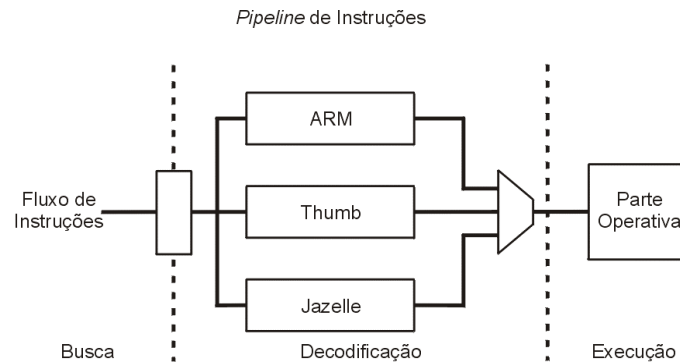 Pipeline de Instruções
ARM
Fluxo de
Instruções
Thumb
Parte
Operativa
Jazelle
Busca
Decodificação
Execução